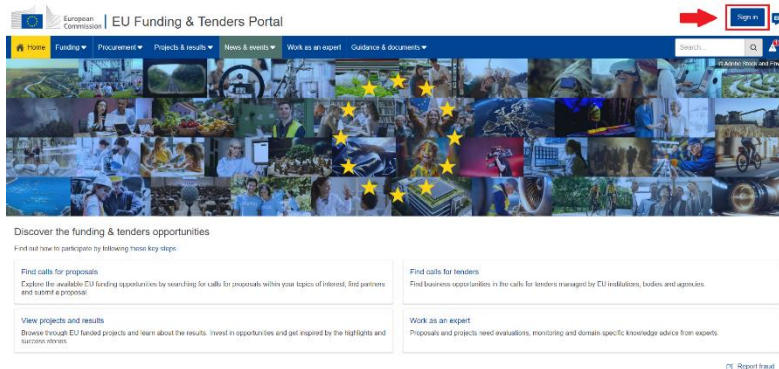 European
Commission
EU Funding & Tenders Portal
Sign in
Home Funding Procurement Projects & results News & events Work as an expert Guidance & documents
Search...
© Adobe Stock and
Discover the funding & tenders opportunities
Find out how to participate by following these key steps.
Find calls for proposals
Explore the available EU funding opportunities by searching for calls for proposals within your topics of interest, find partners
and submit a proposal
Find calls for tenders
Find business opportunities in the calls for tenders managed by EU institutions, bodies and agencies.
View projects and results
Browse through EU funded projects and learn about the results. Invest in opportunities and get inspired by the highlights and
success stories
Work as an expert
Proposals and projects need evaluations, monitoring and domain specific knowledge advice from experts.
Report fraud